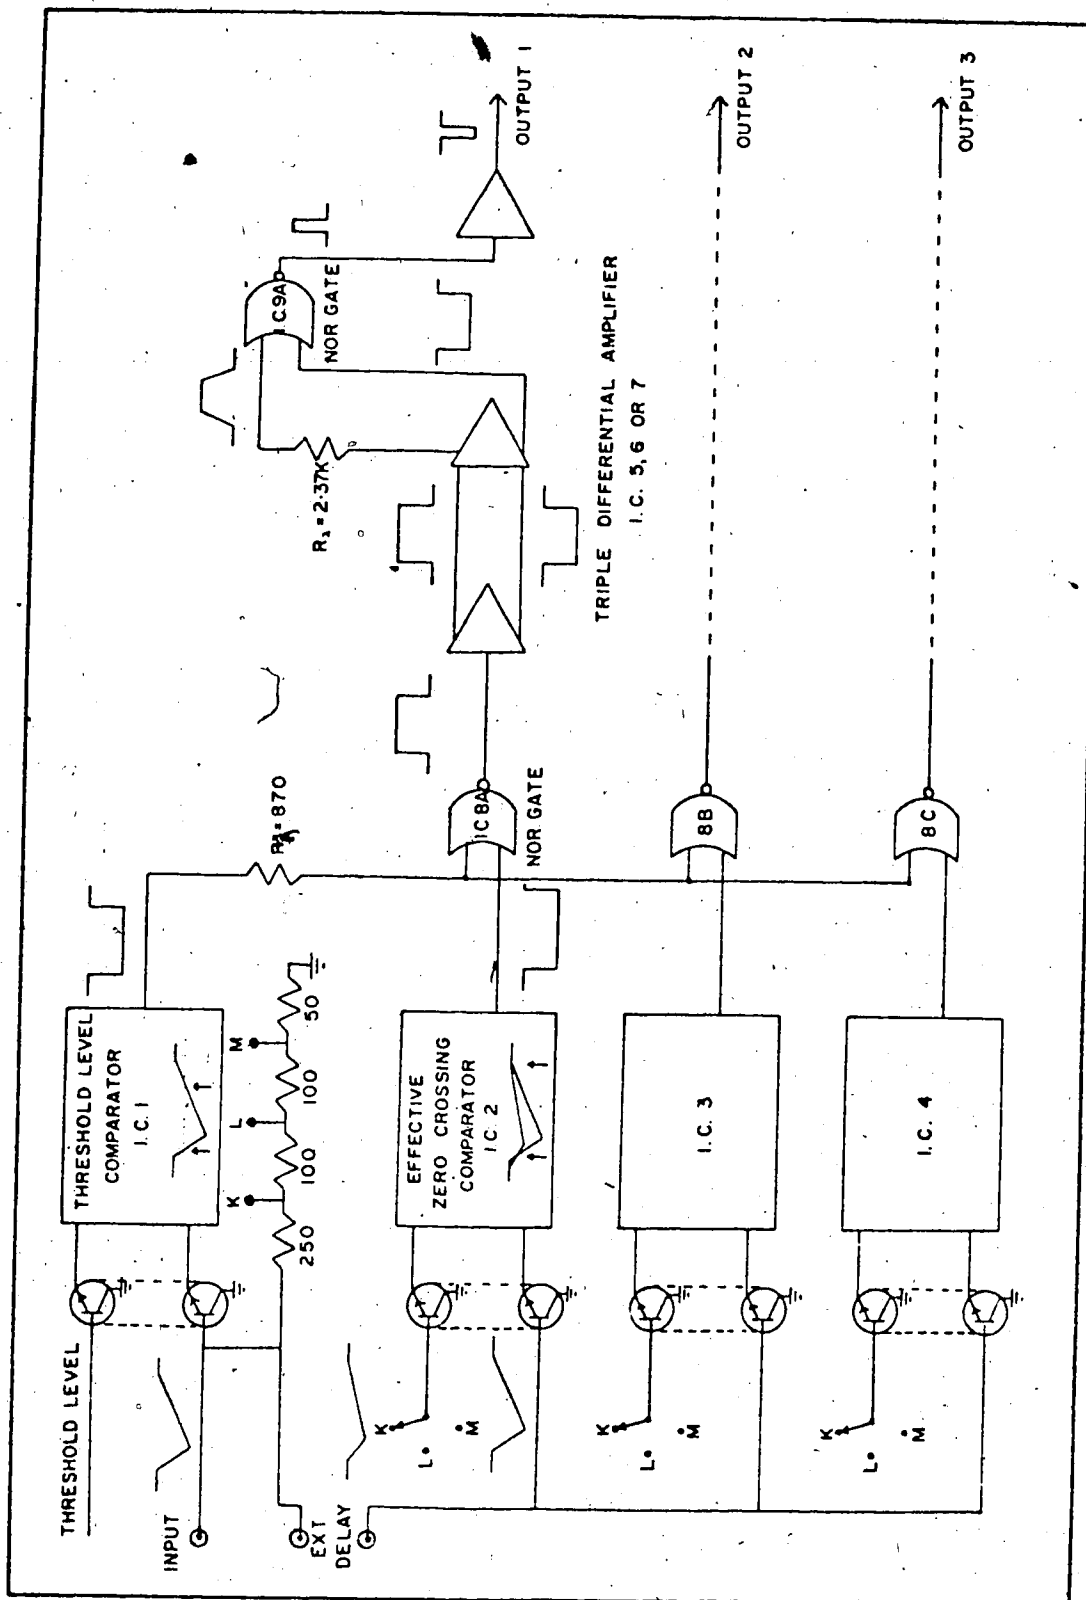 THRESHOLD LEVEL
INPUT
EXT
DELAY
THRESHOLD LEVEL
COMPARATOR
I.C. 1
250
K
100
L
100
M
50
K
L
M
EFFECTIVE
ZERO CROSSING
COMPARATOR
I.C. 2
K
L
M
I.C. 3
K
L
M
I.C. 4
= 870
IC 8A
NOR GATE
8B
8C
R₂ = 2·37K
TRIPLE DIFFERENTIAL AMPLIFIER
I.C. 5, 6 OR 7
I.C.9A
NOR GATE
OUTPUT 1
OUTPUT 2
OUTPUT 3